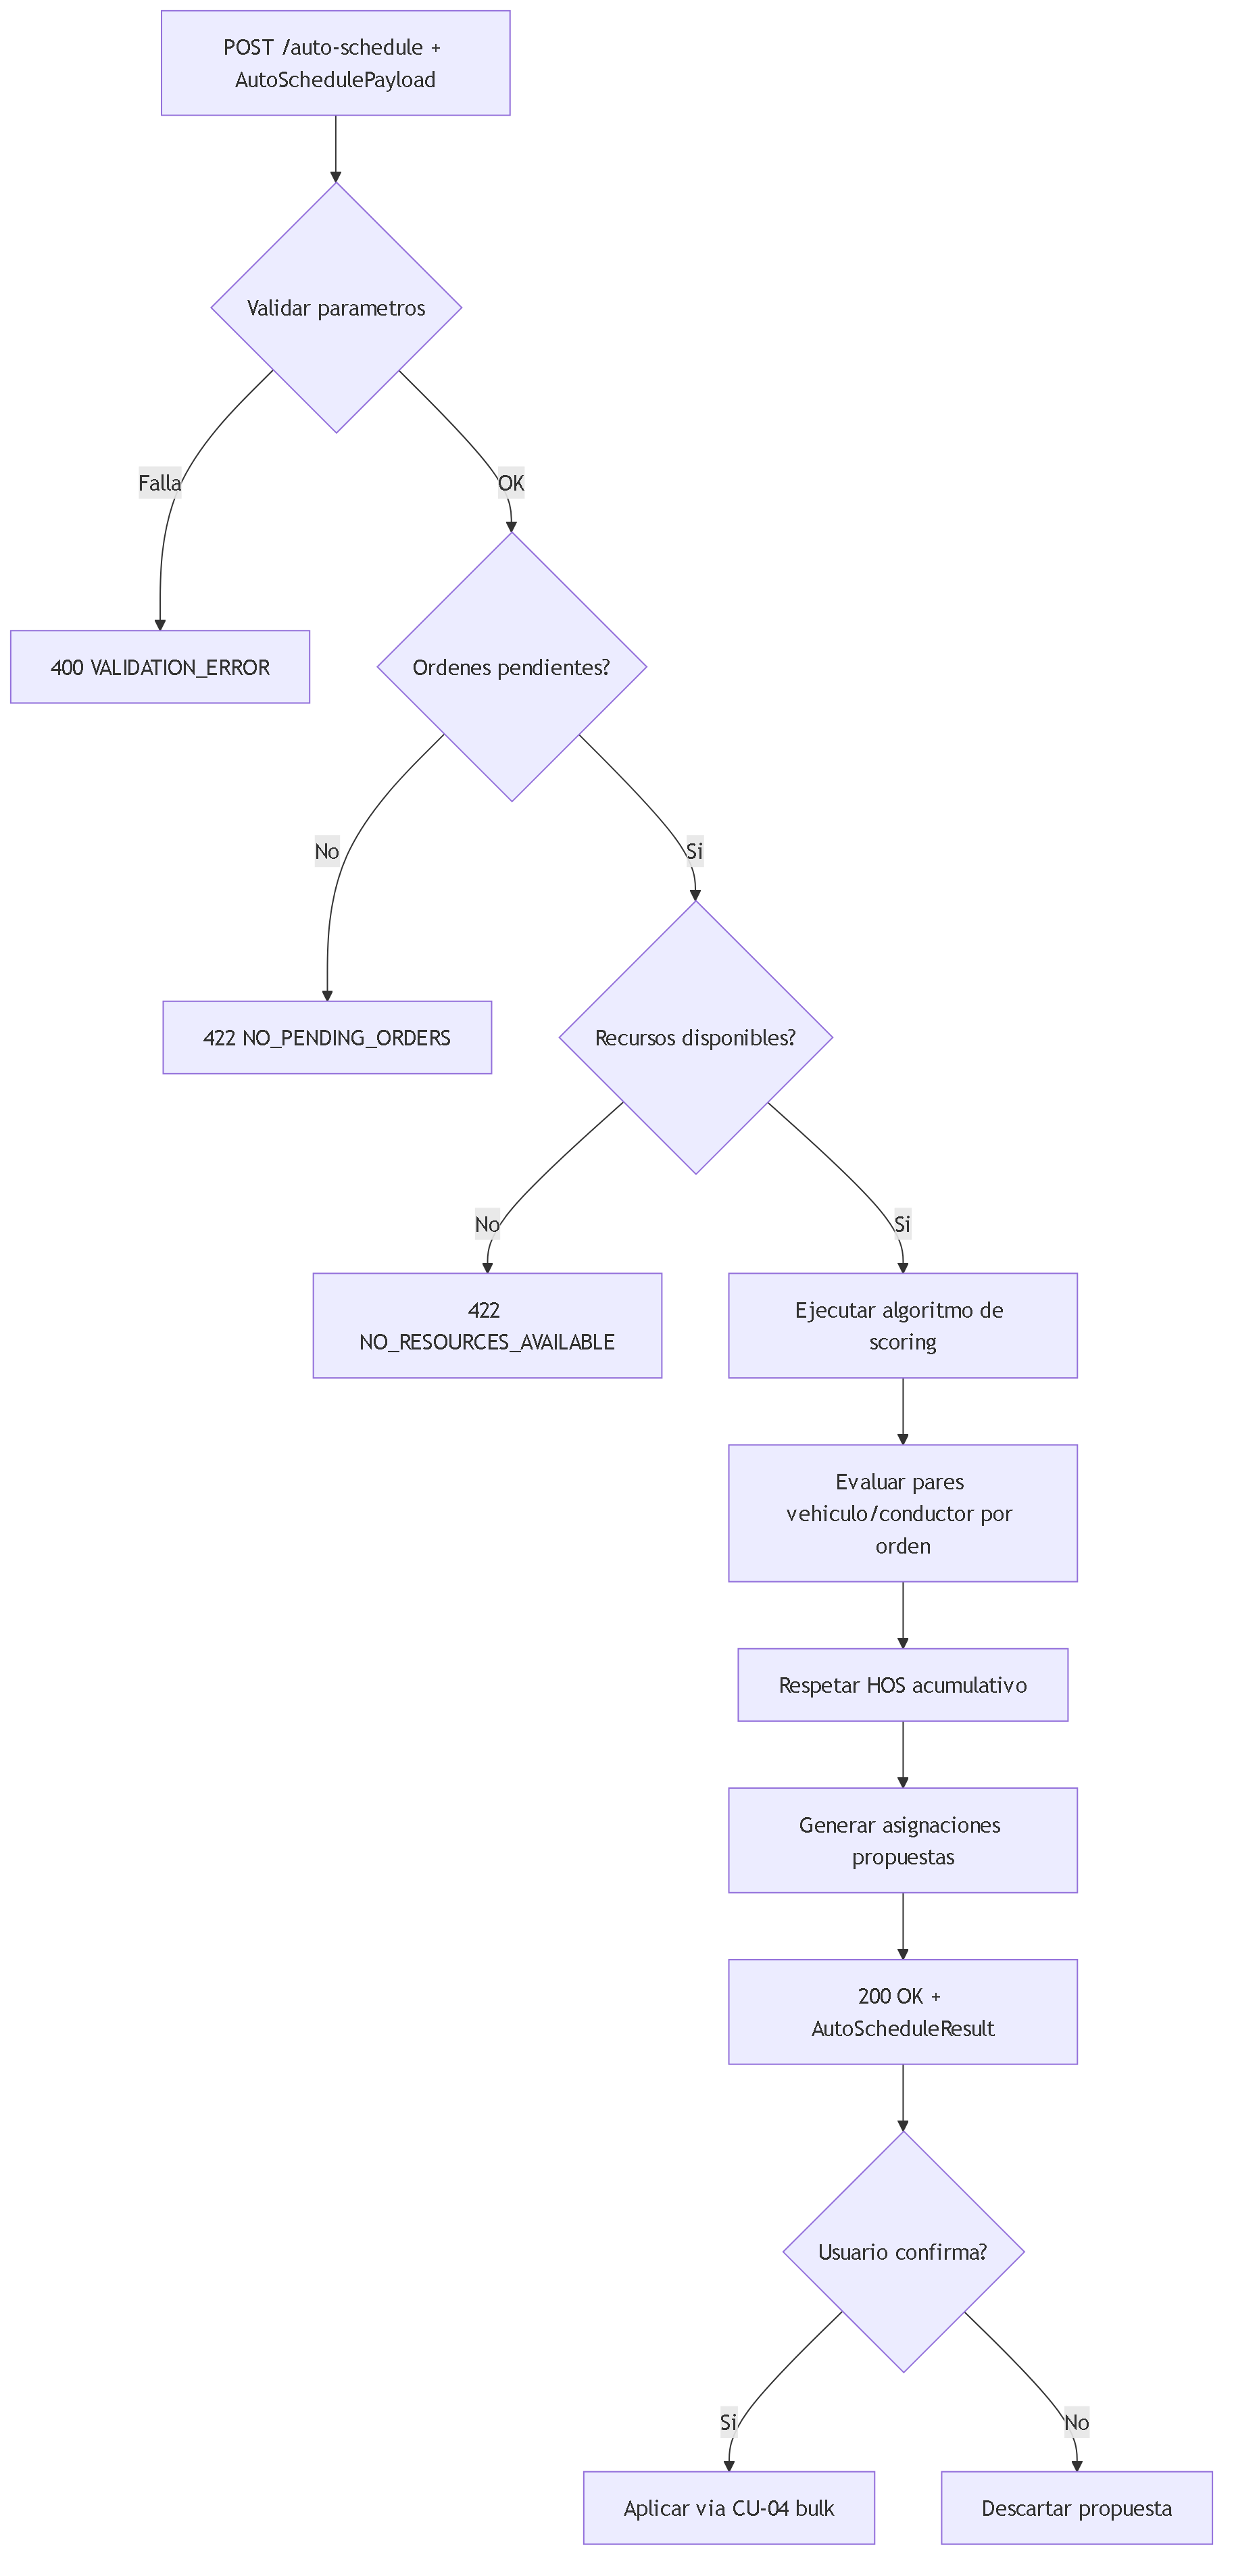 POST /auto-schedule +
AutoSchedulePayload
Validar parametros
Falla
OK
400 VALIDATION_ERROR
Ordenes pendientes?
No
Si
422 NO_PENDING_ORDERS
Recursos disponibles?
No
Si
422
NO_RESOURCES_AVAILABLE
Ejecutar algoritmo de
scoring
Evaluar pares
vehiculo/conductor por
orden
Respetar HOS acumulativo
Generar asignaciones
propuestas
200 OK +
AutoScheduleResult
Usuario confirma?
Si
No
Aplicar via CU-04 bulk
Descartar propuesta